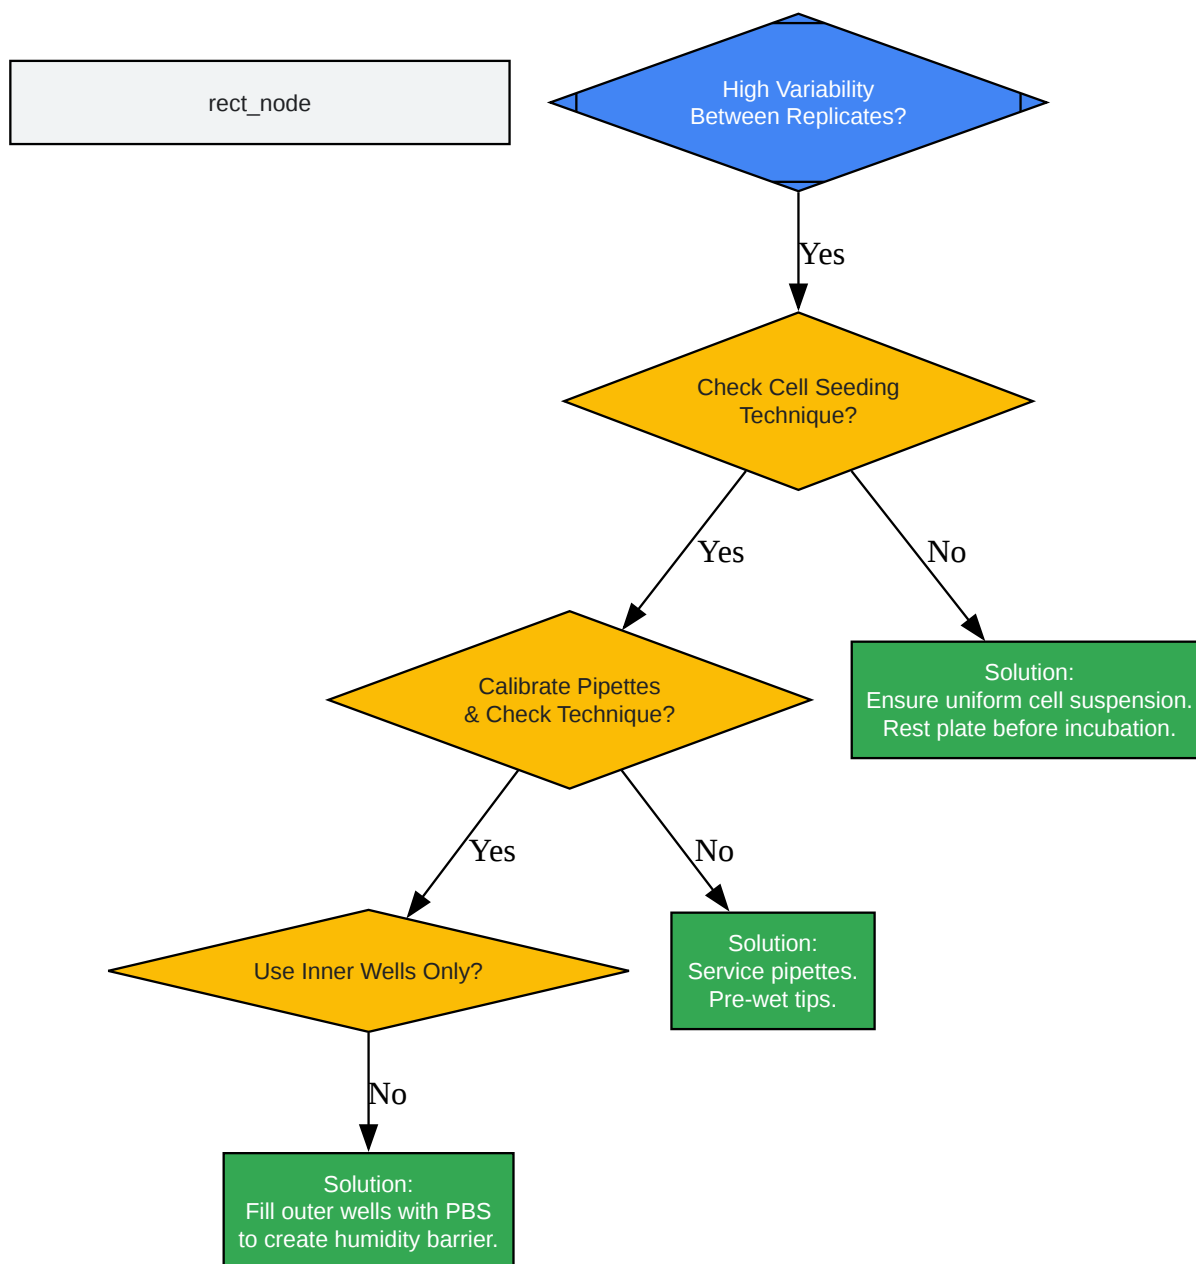 rect_node
High Variability
Between Replicates?
Yes
Check Cell Seeding
Technique?
Yes
No
Calibrate Pipettes
& Check Technique?
Solution:
Ensure uniform cell suspension.
Rest plate before incubation.
Yes
No
Use Inner Wells Only?
Solution:
Service pipettes.
Pre-wet tips.
No
Solution:
Fill outer wells with PBS
to create humidity barrier.